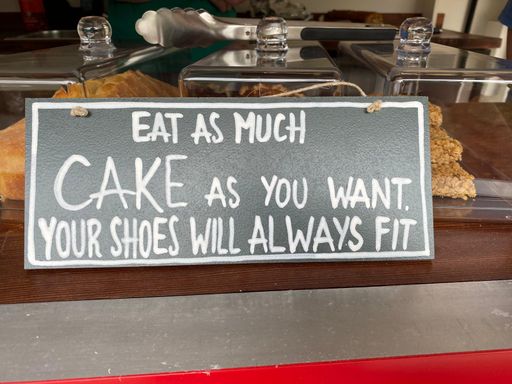 EAT AS MUCH
CAKE AS YOU WANT.
YOUR SHOES WILL ALWAYS FIT